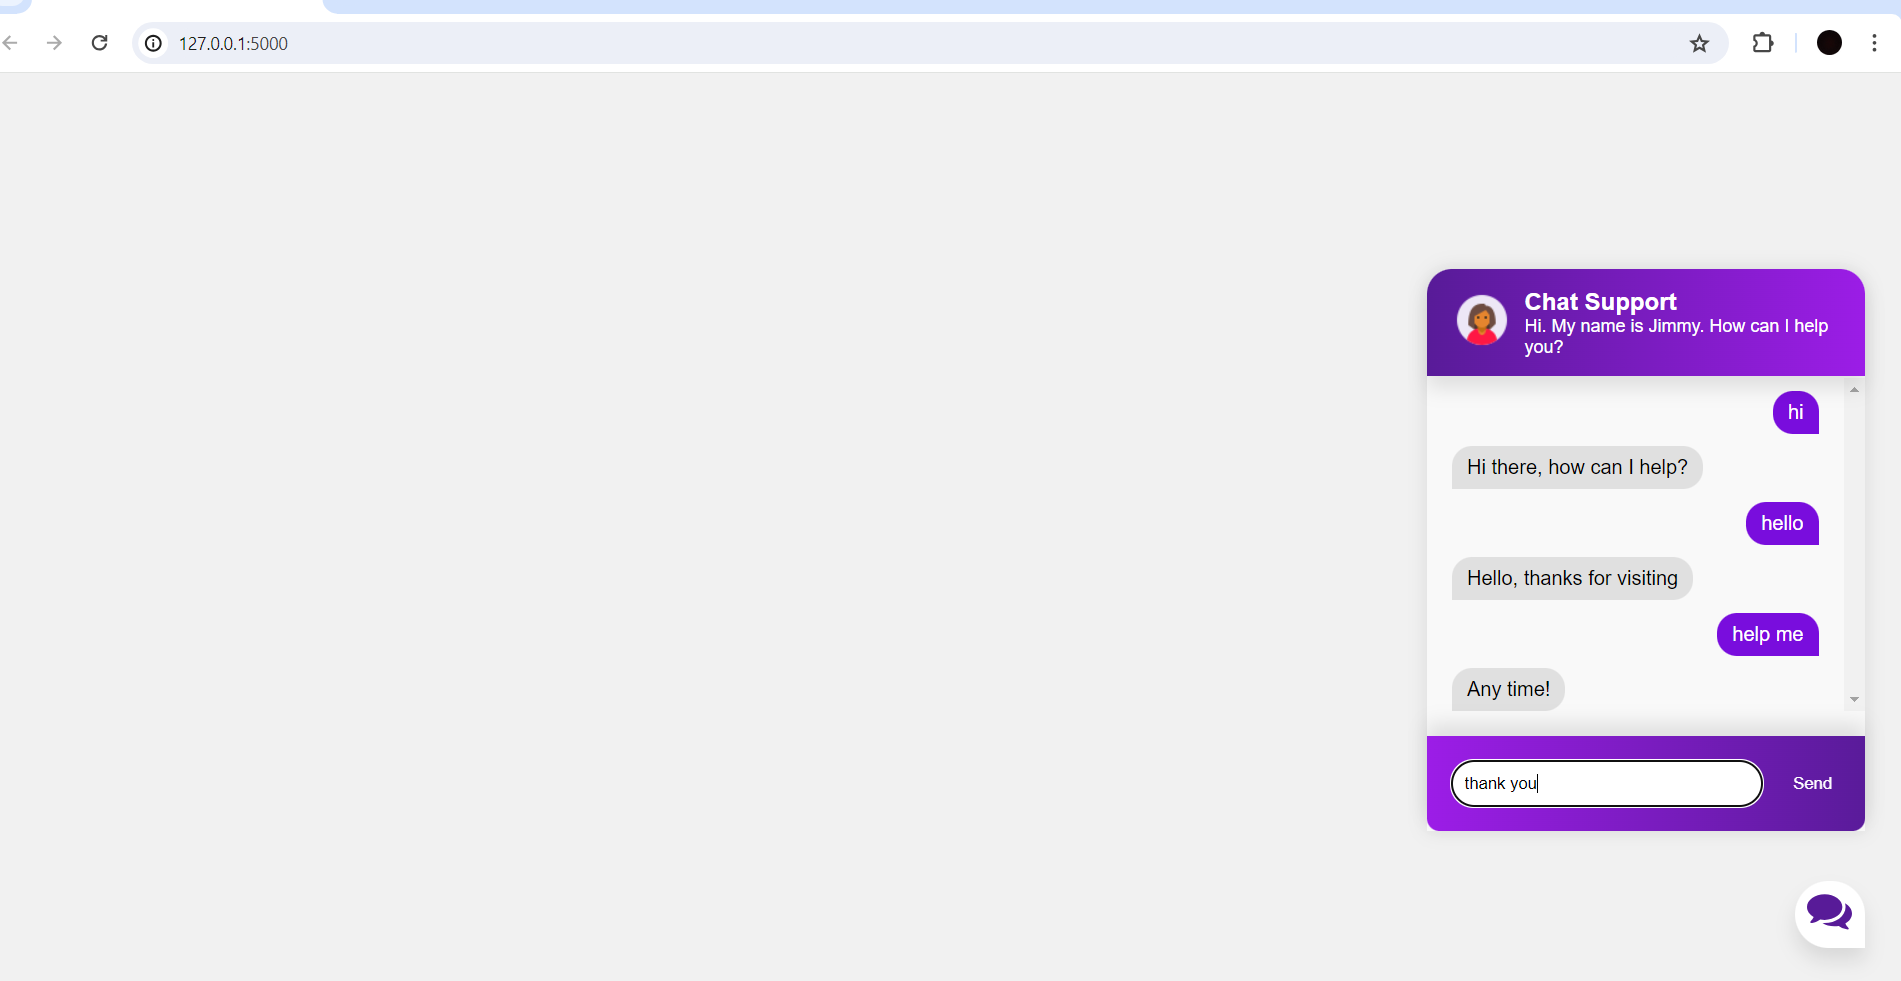 127.0.0.1:5000
Chat Support
Hi. My name is Jimmy. How can I help
you?
hi
Hi there, how can I help?
hello
Hello, thanks for visiting
help me
Any time!
thank you
Send